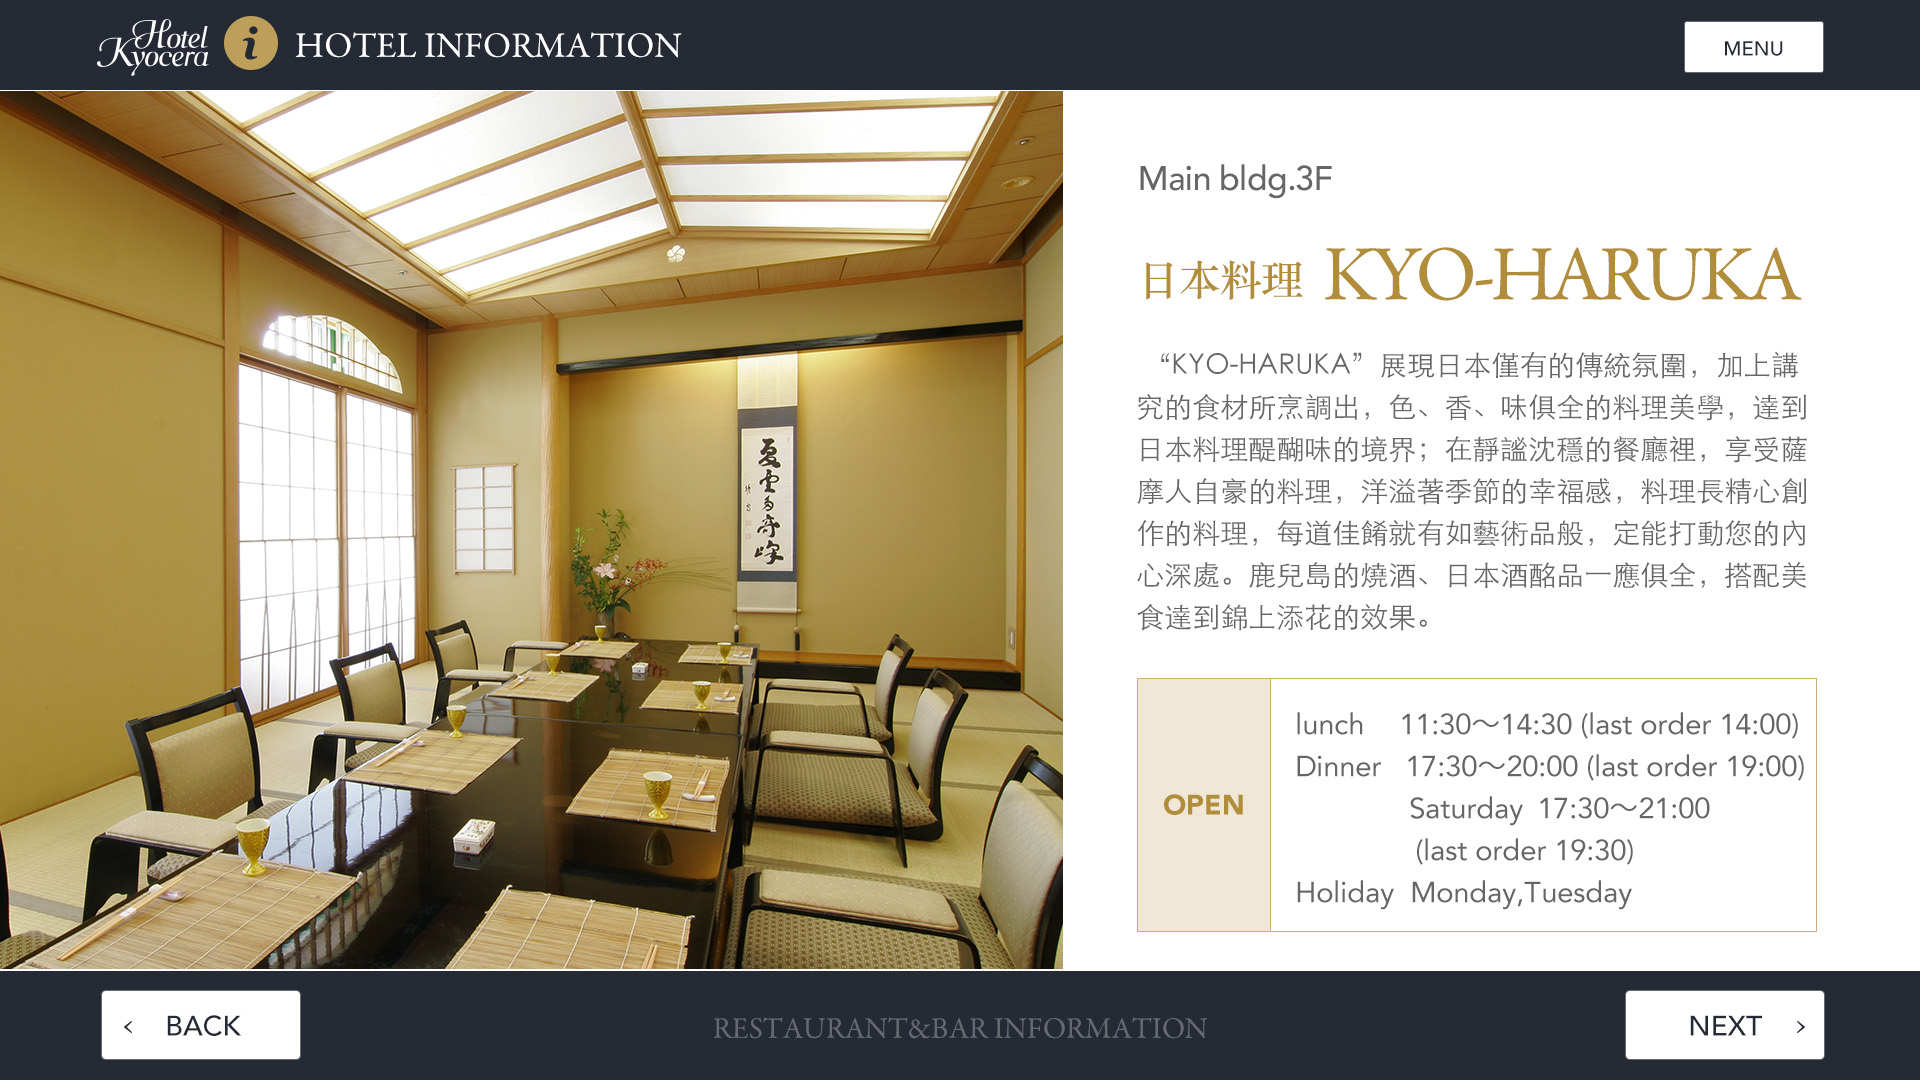 Hotel Kyocera
i
HOTEL INFORMATION
MENU
夏雲多奇峰
Main bldg.3F
日本料理 KYO-HARUKA
“KYO-HARUKA”展現日本僅有的傳統氛圍，加上講
究的食材所烹調出，色、香、味俱全的料理美學，達到
日本料理醍醐味的境界；在靜謐沈穩的餐廳裡，享受薩
摩人自豪的料理，洋溢著季節的幸福感，料理長精心創
作的料理，每道佳餚就有如藝術品般，定能打動您的內
心深處。鹿兒島的燒酒、日本酒酩品一應俱全，搭配美
食達到錦上添花的效果。
OPEN
lunch 11:30～14:30 (last order 14:00)
Dinner 17:30～20:00 (last order 19:00)
Saturday 17:30～21:00
(last order 19:30)
Holiday Monday,Tuesday
< BACK
RESTAURANT&BAR INFORMATION
NEXT >